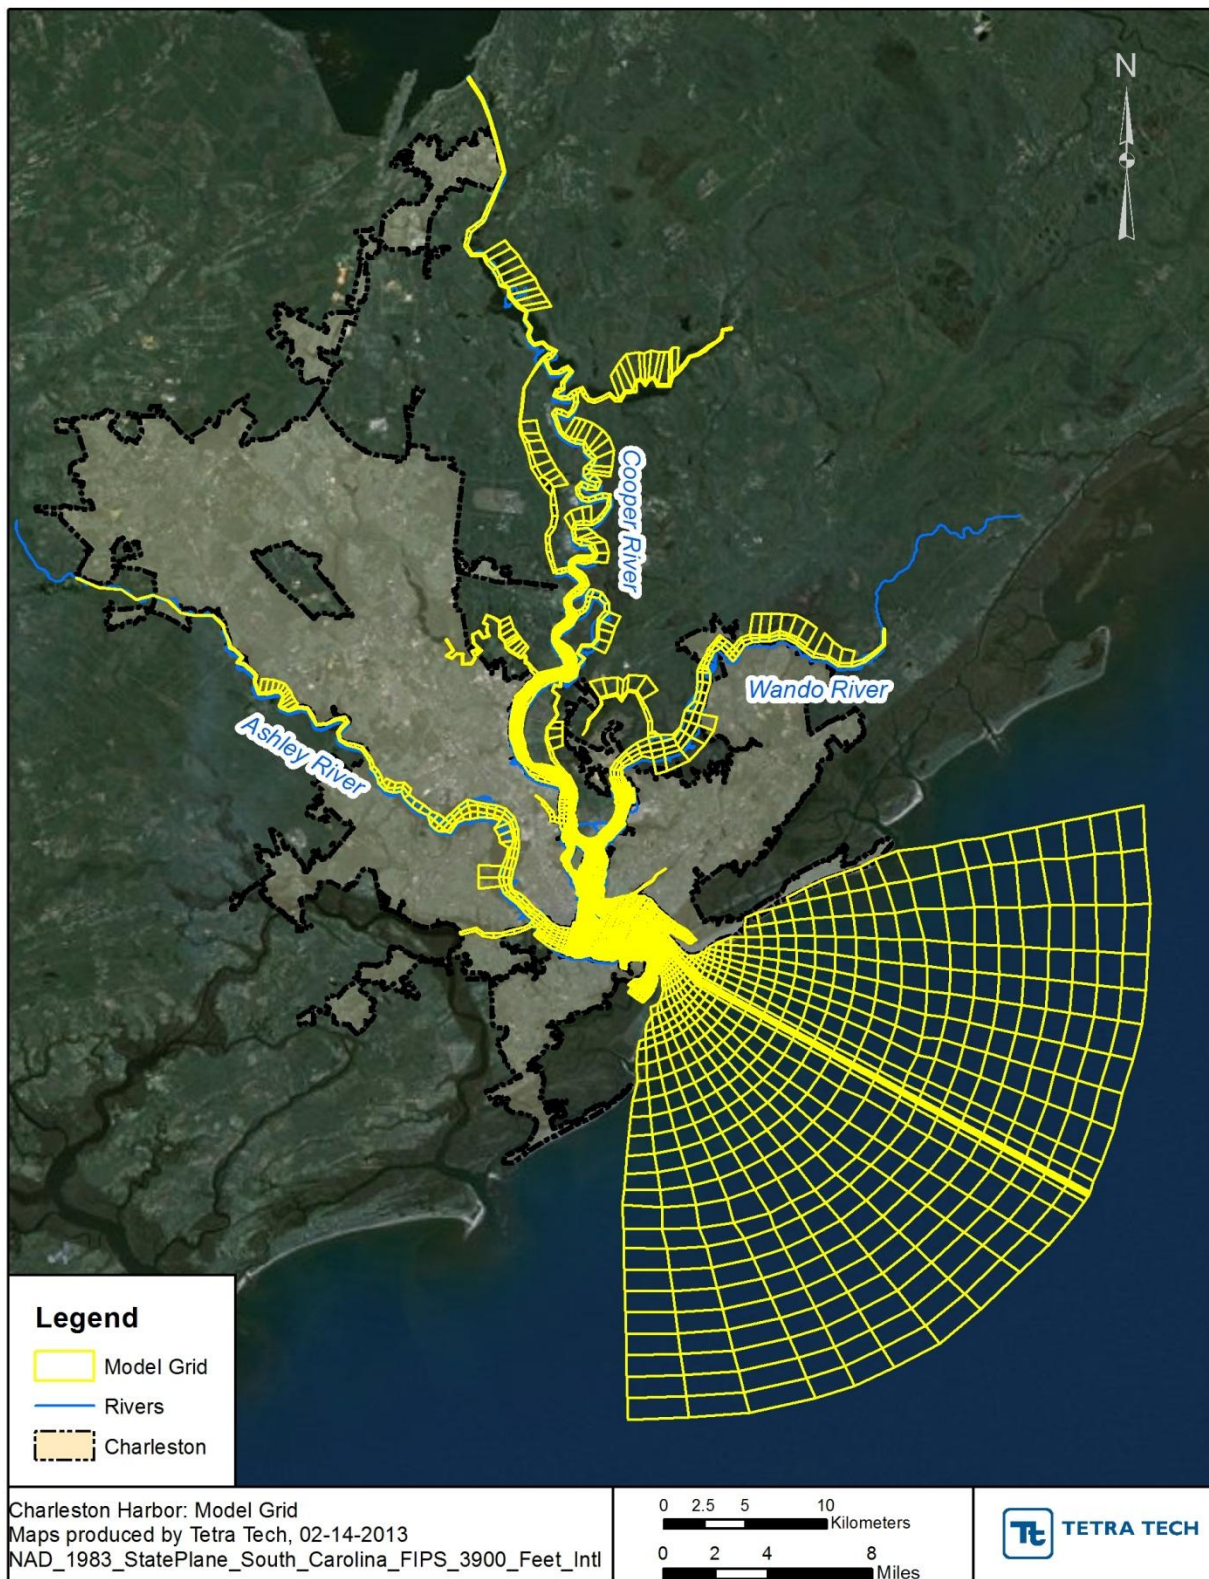 N
Cooper River
Wando River
Ashley River
Legend
Model Grid
Rivers
Charleston
Charleston Harbor: Model Grid
Maps produced by Tetra Tech, 02-14-2013
NAD_1983_StatePlane_South_Carolina_FIPS_3900_Feet_Intl
0 2.5 5 10
Kilometers
0 2 4 8
Miles
Tt TETRA TECH